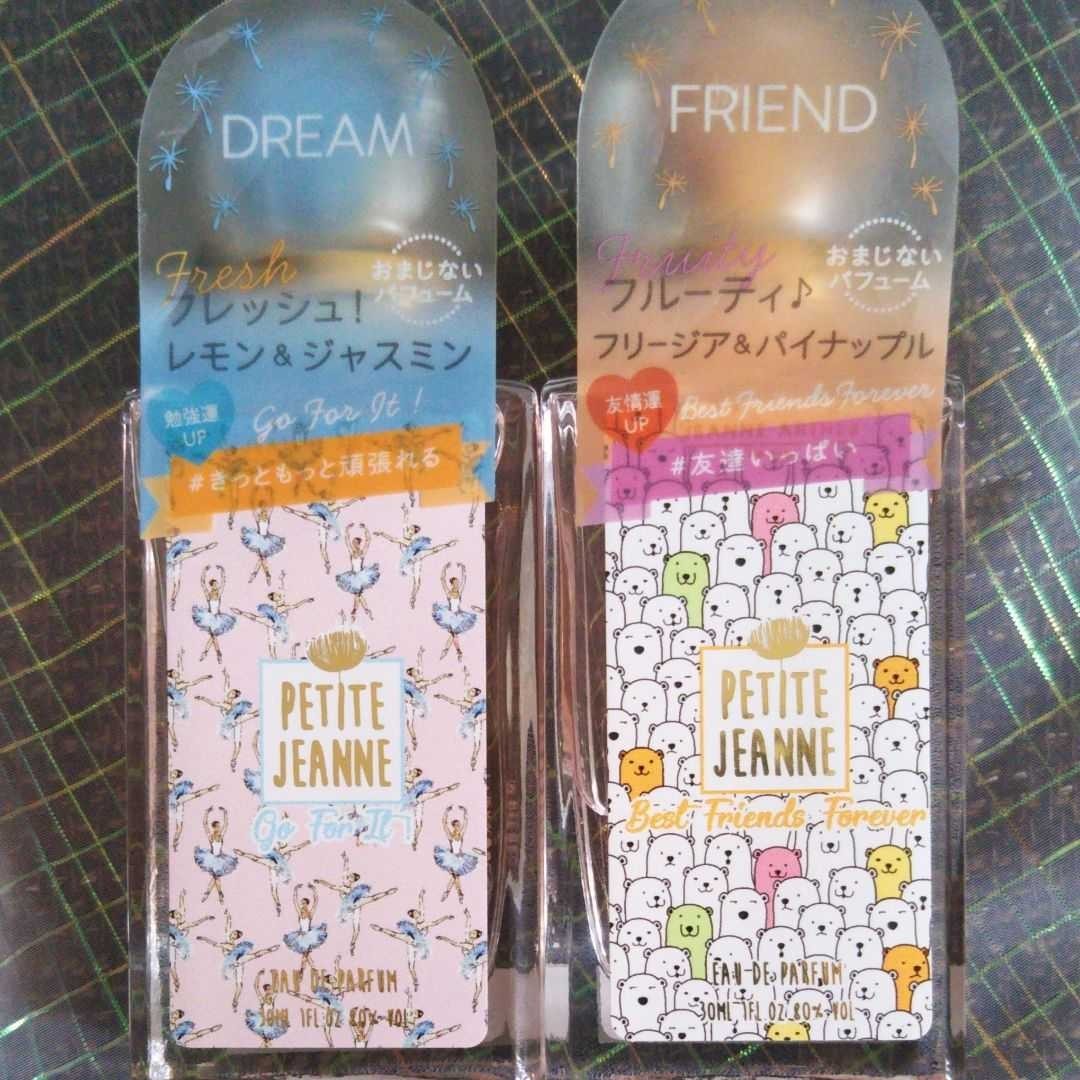 DREAM
Fresh
おまじない
パフューム
フレッシュ!
レモン&ジャスミン
勉強運
UP
Go For It!
#きっともっと頑張れる
PETITE
JEANNE
Go For It
EAU DE PARFUM
30ML 1FL OZ 80% VOL
FRIEND
Fruity
おまじない
パフューム
フルーティ♪
フリージア&パイナップル
友情運
UP
Best Friends Forever
JEANNE ARTHES
#友達いっぱい
PETITE
JEANNE
Best Friends Forever
EAU DE PARFUM
30ML 1FL OZ 80% VOL